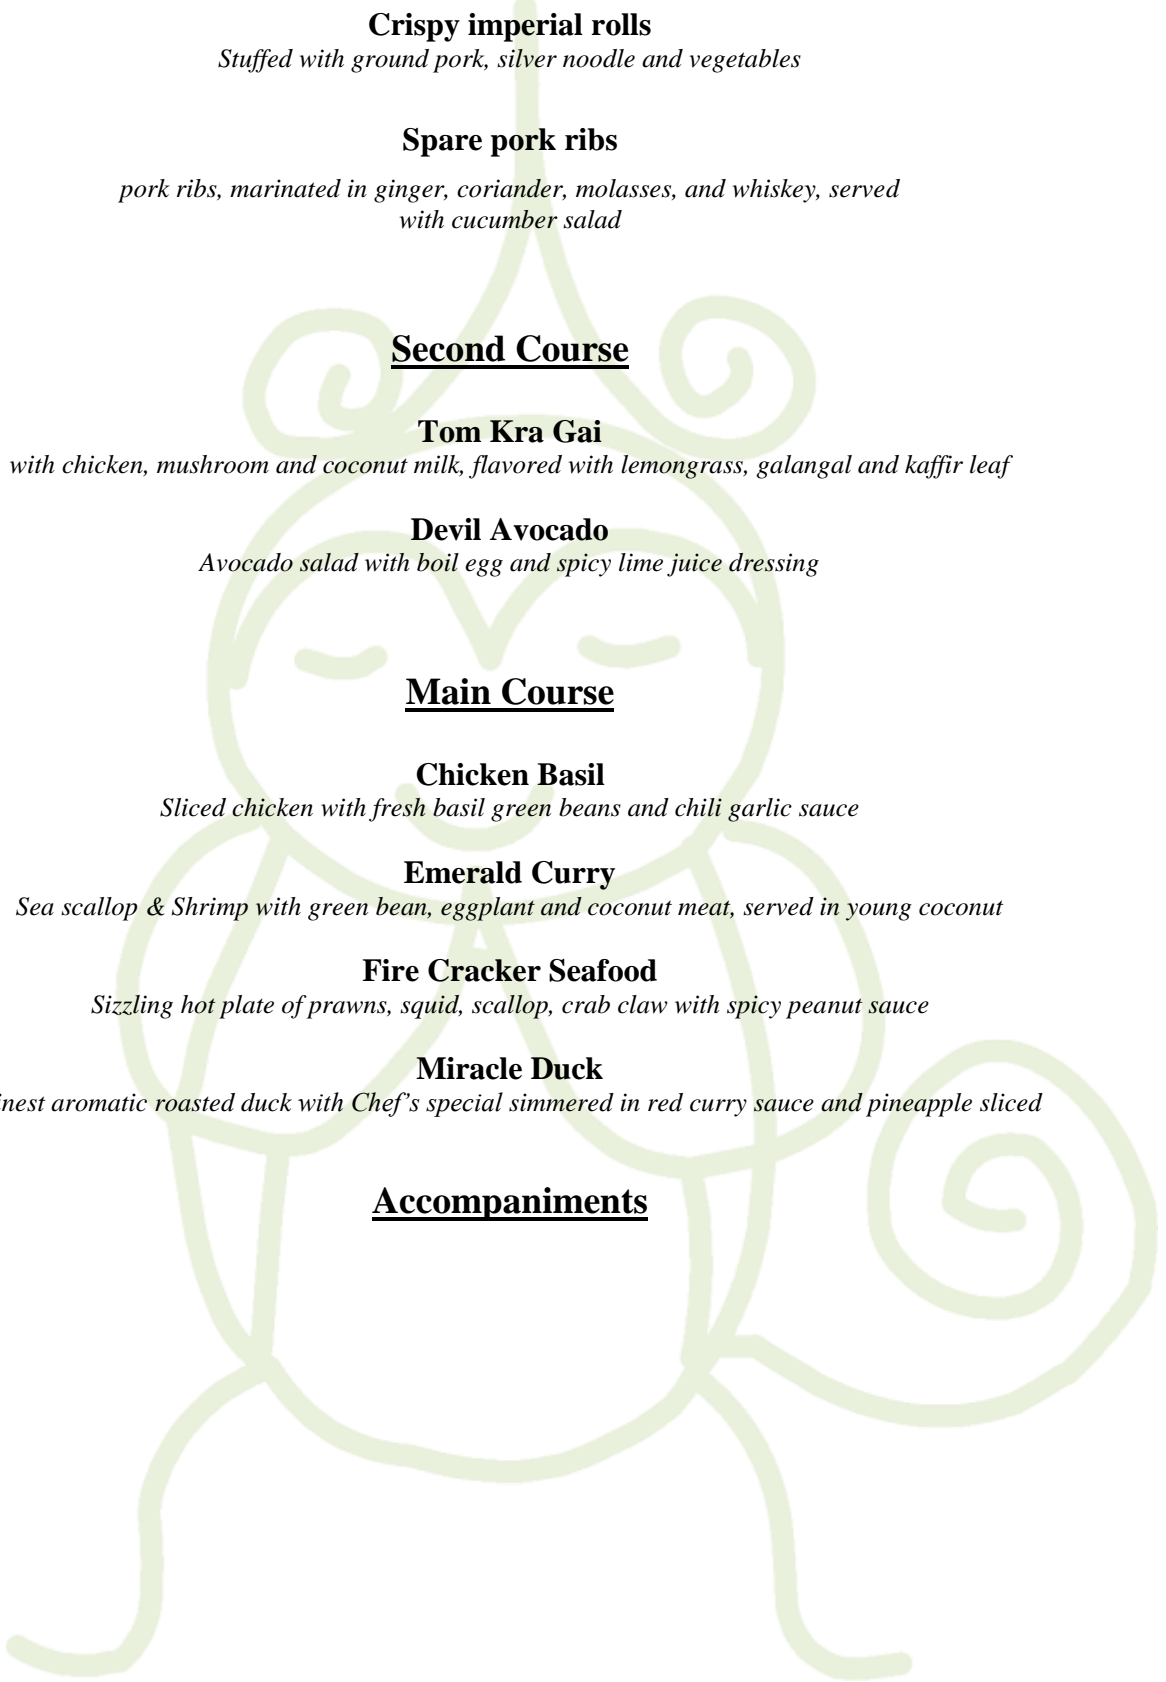 Crispy imperial rolls
Stuffed with ground pork, silver noodle and vegetables
Spare pork ribs
pork ribs, marinated in ginger, coriander, molasses, and whiskey, served
with cucumber salad
Second Course
Tom Kra Gai
with chicken, mushroom and coconut milk, flavored with lemongrass, galangal and kaffir leaf
Devil Avocado
Avocado salad with boil egg and spicy lime juice dressing
Main Course
Chicken Basil
Sliced chicken with fresh basil green beans and chili garlic sauce
Emerald Curry
Sea scallop & Shrimp with green bean, eggplant and coconut meat, served in young coconut
Fire Cracker Seafood
Sizzling hot plate of prawns, squid, scallop, crab claw with spicy peanut sauce
Miracle Duck
aromatic roasted duck with Chef's special simmered in red curry sauce and pineapple sliced
Accompaniments